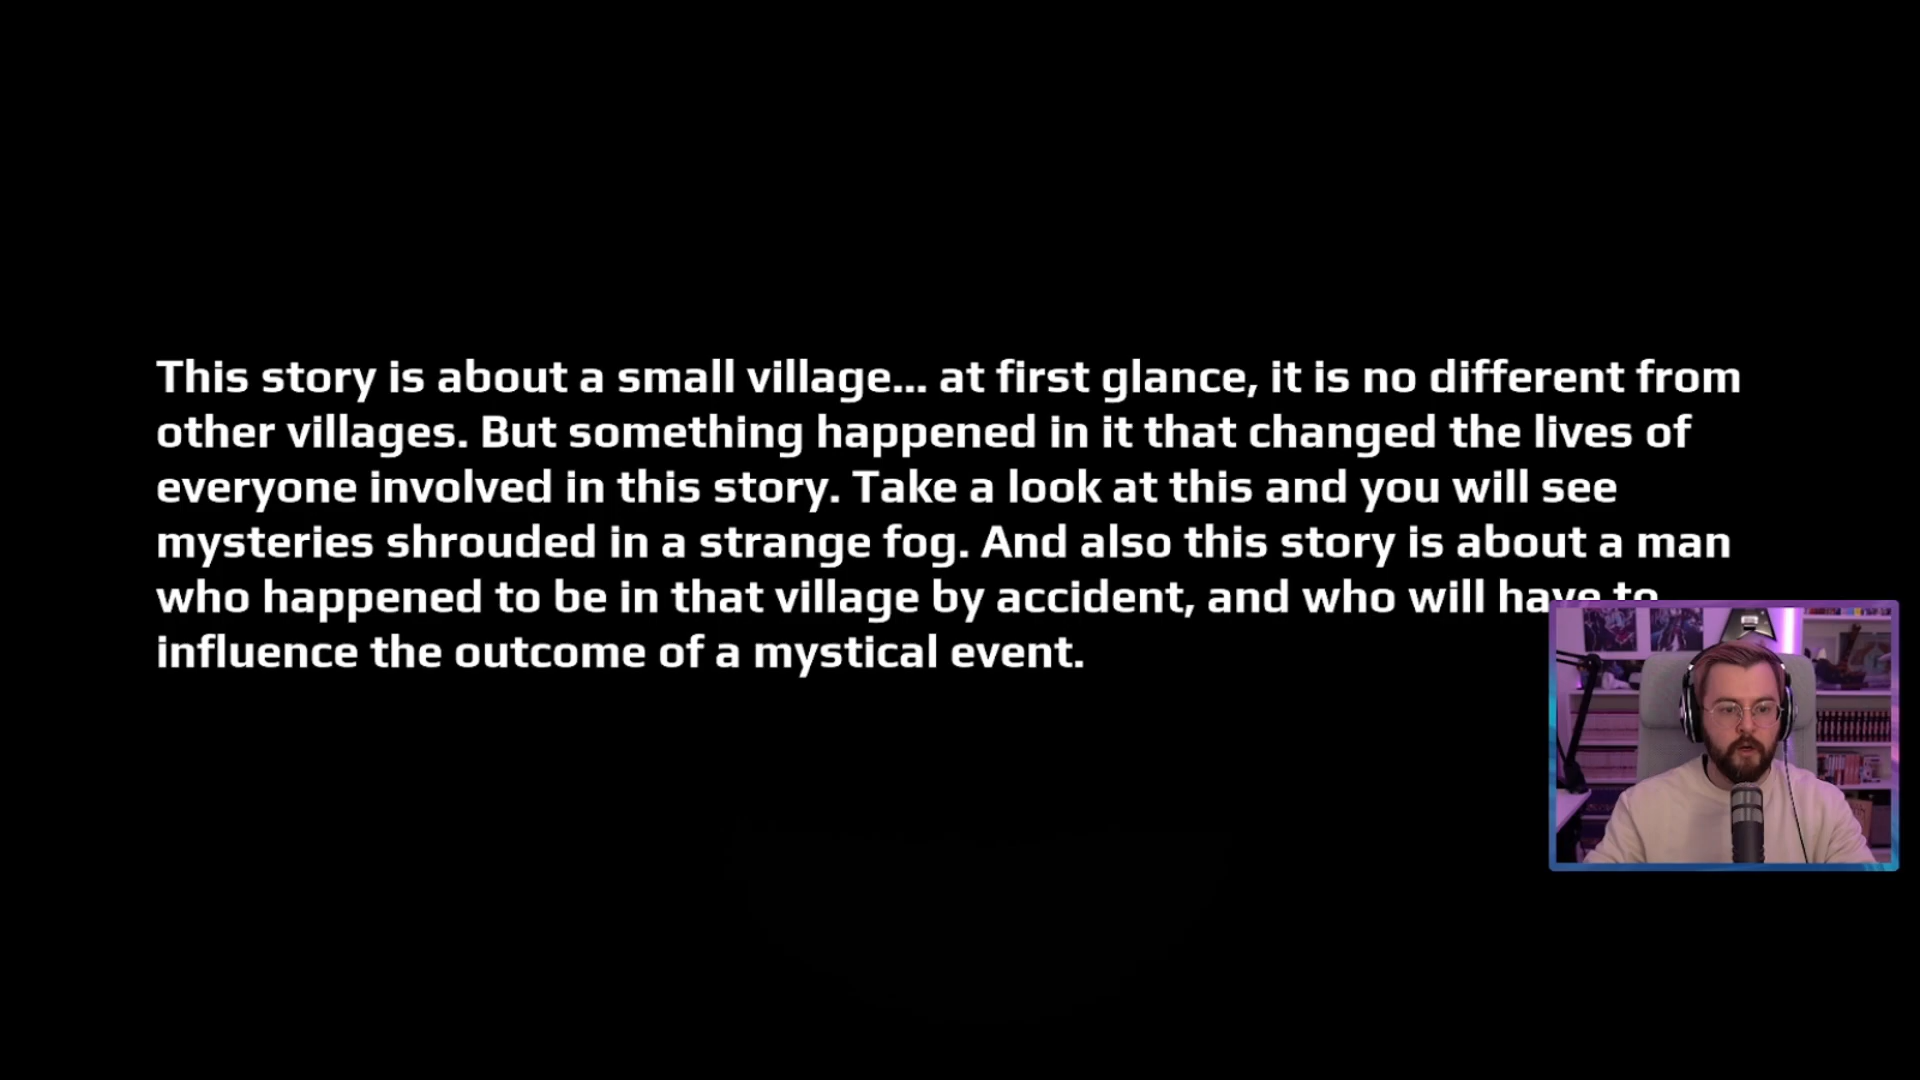 This story is about a small village... at first glance, it is no different from
other villages. But something happened in it that changed the lives of
everyone involved in this story. Take a look at this and you will see
mysteries shrouded in a strange fog. And also this story is about a man
who happened to be in that village by accident, and who will have to
influence the outcome of a mystical event.